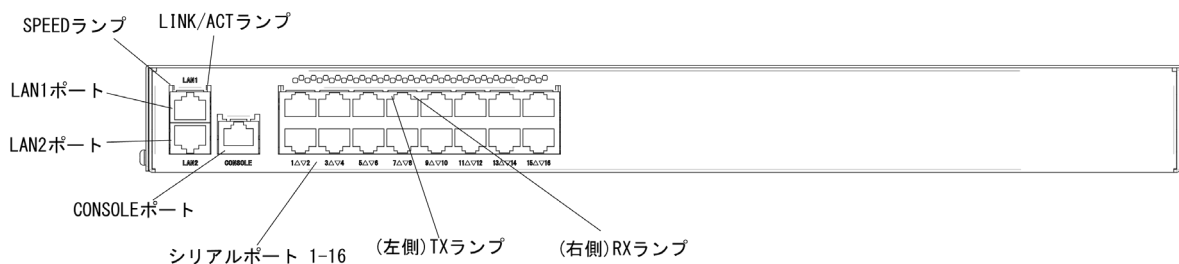 SPEEDランプ
LINK/ACTランプ
LAN1ポート
LAN2ポート
LAN1
LAN2
CONSOLE
1△▽2 3△▽4 5△▽6 7△▽8 9△▽10 11△▽12 13△▽14 15△▽16
CONSOLEポート
シリアルポート 1-16
(左側)TXランプ
(右側)RXランプ